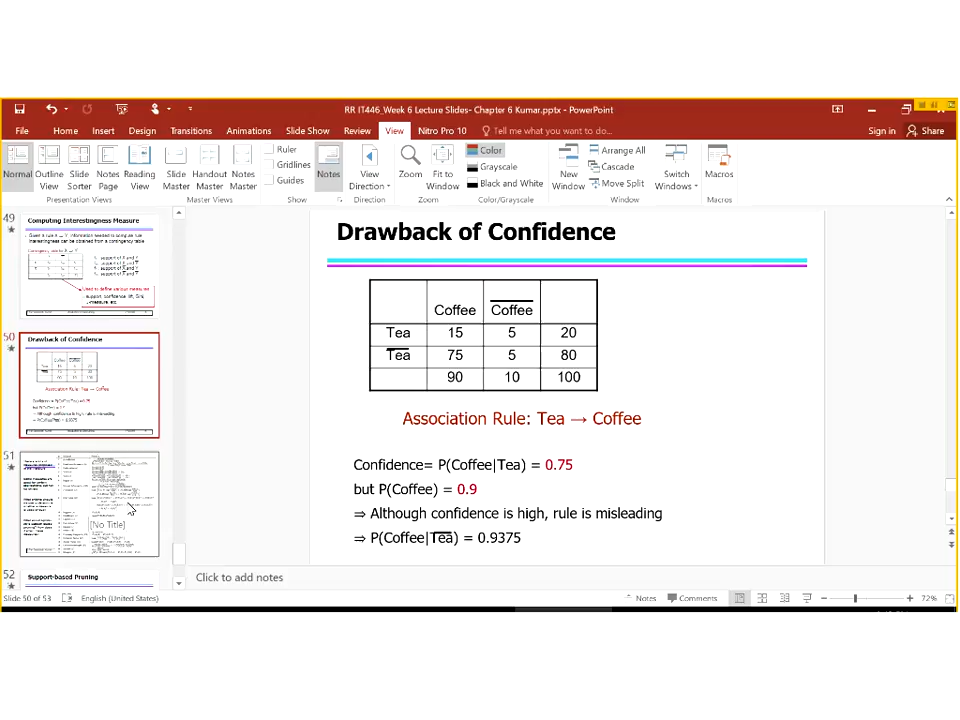 RR IT446_Week 6 Lecture Slides- Chapter 6 Kumar.pptx - PowerPoint
File Home Insert Design Transitions Animations Slide Show Review View Nitro Pro 10 Tell me what you want to do... Sign in Share
Normal Outline View Slide Sorter Notes Page Reading View
Presentation Views
Slide Master Handout Master Notes Master
Master Views
Ruler
Gridlines
Guides
Show
Notes
View Direction
Direction
Zoom Fit to Window
Zoom
Color
Grayscale
Black and White
Color/Grayscale
New Window
Arrange All
Cascade
Move Split
Switch Windows
Window
Macros
Macros
49
Computing Interestingness Measure
50
Drawback of Confidence
Association Rule: Tea → Coffee
51
[No Title]
52
Support-based Pruning
Drawback of Confidence
Coffee C̅o̅f̅f̅e̅e̅
Tea 15 5 20
T̅e̅a̅ 75 5 80
90 10 100
Association Rule: Tea → Coffee
Confidence= P(Coffee|Tea) = 0.75
but P(Coffee) = 0.9
⇒ Although confidence is high, rule is misleading
⇒ P(Coffee|T̅e̅a̅) = 0.9375
Click to add notes
Slide 50 of 53 English (United States) Notes Comments 72%